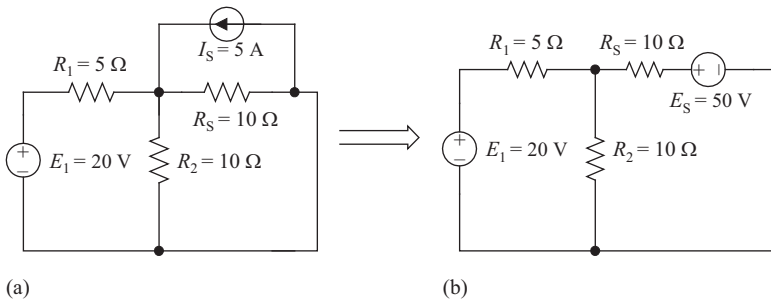 I_S = 5 A
R_1 = 5 Ω
R_S = 10 Ω
E_1 = 20 V
R_2 = 10 Ω
(a)
R_1 = 5 Ω
R_S = 10 Ω
E_S = 50 V
E_1 = 20 V
R_2 = 10 Ω
(b)